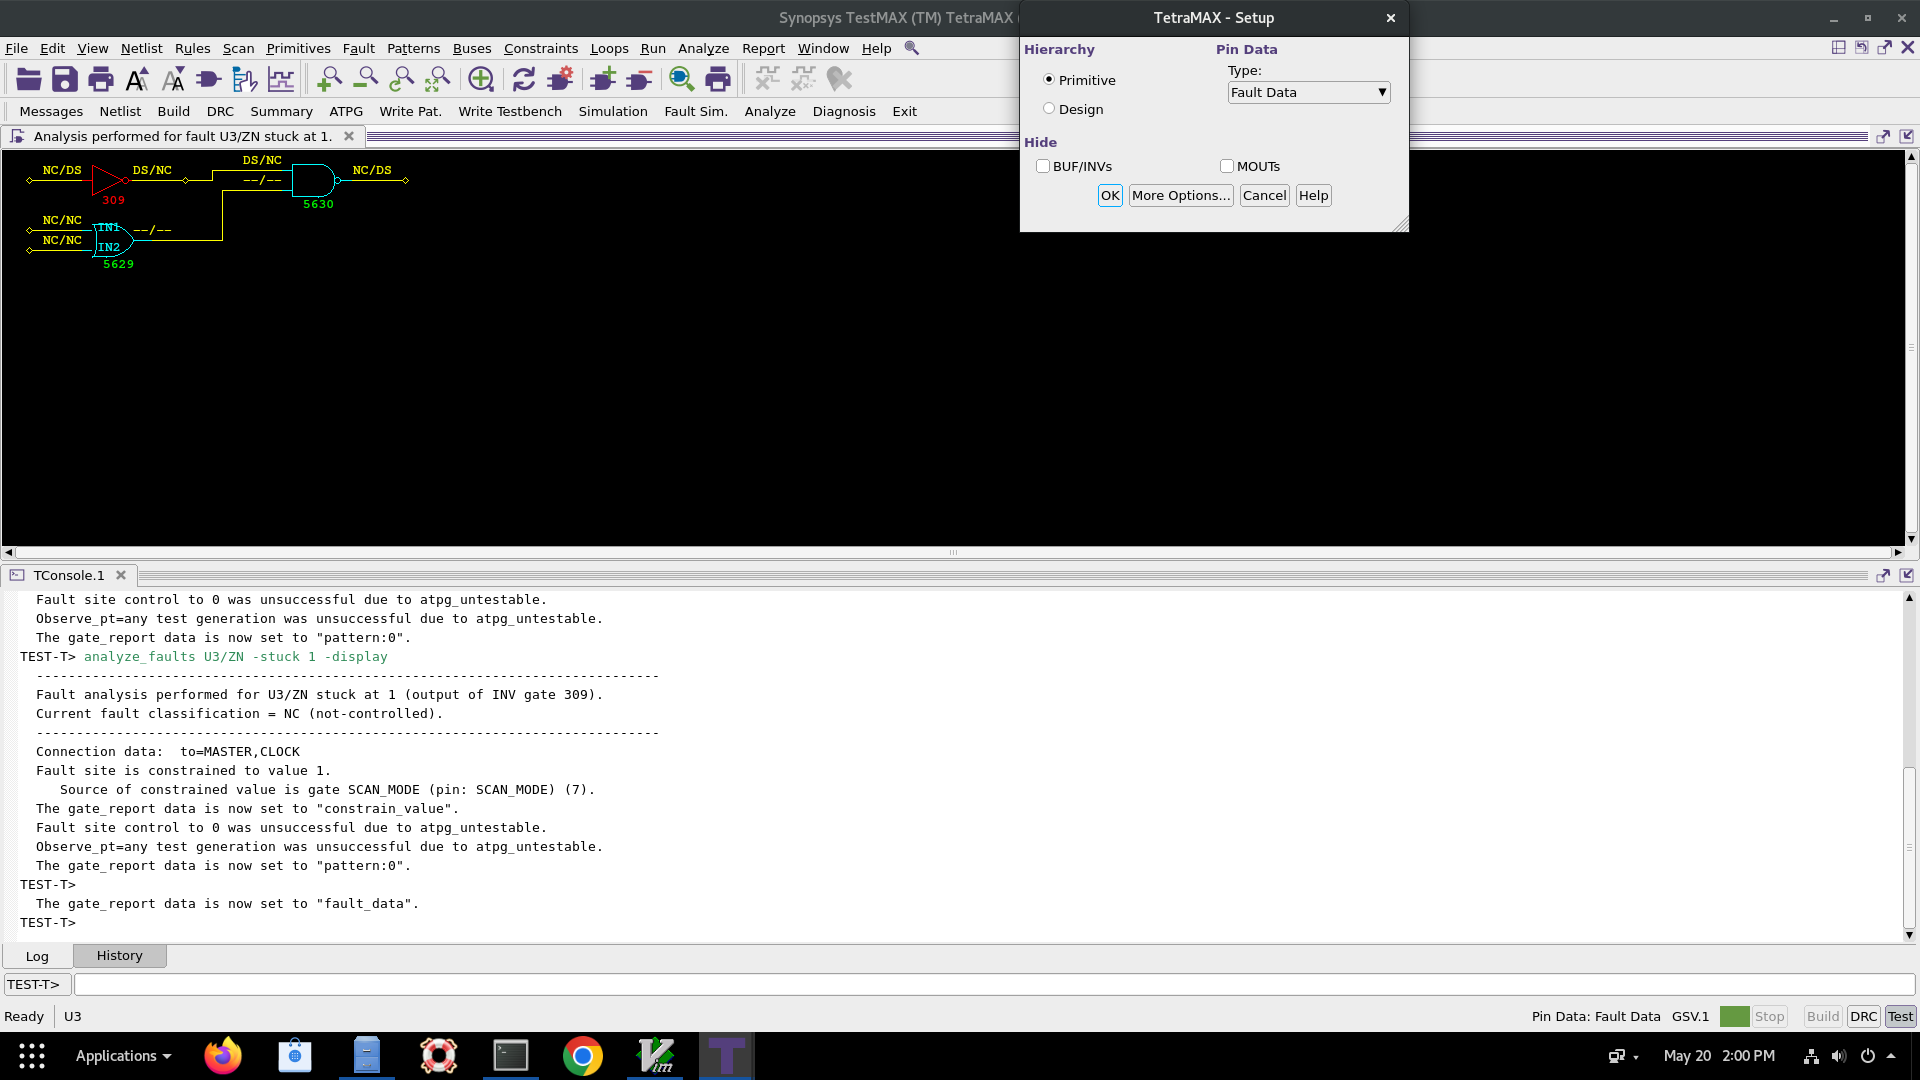 Synopsys TestMAX (TM) TetraMAX (
TetraMAX - Setup
File Edit View Netlist Rules Scan Primitives Fault Patterns Buses Constraints Loops Run Analyze Report Window Help
Hierarchy Pin Data
Primitive
Design
Type:
Fault Data
Hide
BUF/INVs MOUTs
OK More Options... Cancel Help
Messages Netlist Build DRC Summary ATPG Write Pat. Write Testbench Simulation Fault Sim. Analyze Diagnosis Exit
Analysis performed for fault U3/ZN stuck at 1.
DS/NC
NC/DS DS/NC NC/DS
--/--
309 5630
NC/NC
IN1 --/--
NC/NC
IN2
5629
TConsole.1
Fault site control to 0 was unsuccessful due to atpg_untestable.
Observe_pt=any test generation was unsuccessful due to atpg_untestable.
The gate_report data is now set to "pattern:0".
TEST-T> analyze_faults U3/ZN -stuck 1 -display
------------------------------------------------------------------------------
Fault analysis performed for U3/ZN stuck at 1 (output of INV gate 309).
Current fault classification = NC (not-controlled).
------------------------------------------------------------------------------
Connection data:  to=MASTER,CLOCK
Fault site is constrained to value 1.
Source of constrained value is gate SCAN_MODE (pin: SCAN_MODE) (7).
The gate_report data is now set to "constrain_value".
Fault site control to 0 was unsuccessful due to atpg_untestable.
Observe_pt=any test generation was unsuccessful due to atpg_untestable.
The gate_report data is now set to "pattern:0".
TEST-T>
The gate_report data is now set to "fault_data".
TEST-T>
Log History
TEST-T>
Ready U3 Pin Data: Fault Data GSV.1 Stop Build DRC Test
Applications May 20 2:00 PM